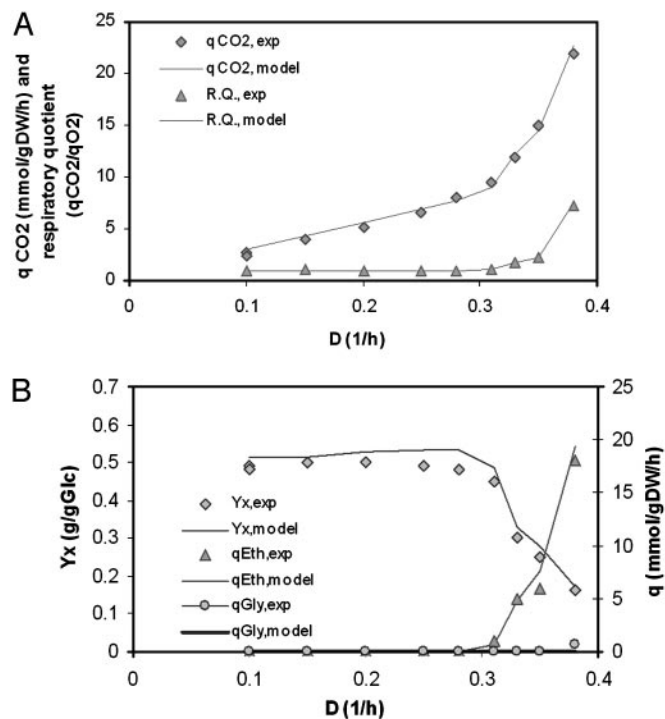 A
q CO2 (mmol/gDW/h) and
respiratory quotient
(qCO2/qO2)
25
20
15
10
5
0
q CO2, exp
q CO2, model
R.Q., exp
R.Q., model
0
0.1
0.2
0.3
0.4
D (1/h)
B
Yx (g/gGlc)
0.7
0.6
0.5
0.4
0.3
0.2
0.1
0
Yx,exp
Yx,model
qEth,exp
qEth,model
qGly,exp
qGly,model
25
20
15
10
5
0
q (mmol/gDW/h)
0
0.1
0.2
0.3
0.4
D (1/h)